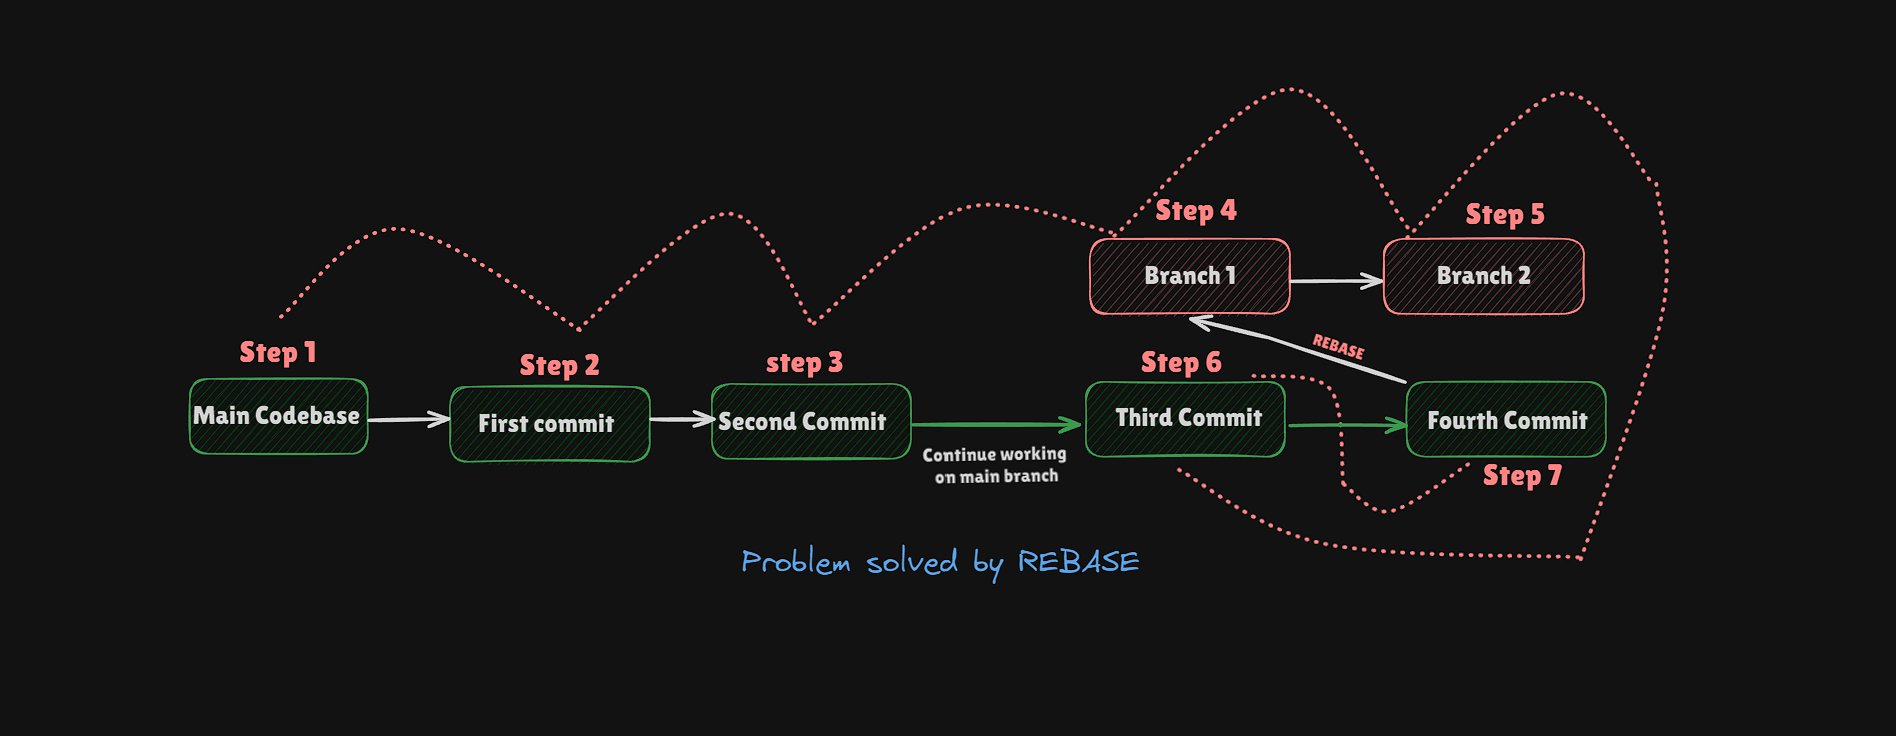 Step 4
Step 5
Branch 1
Branch 2
REBASE
Step 1
Step 2
step 3
Step 6
Main Codebase
First commit
Second Commit
Third Commit
Fourth Commit
Continue working
on main branch
Step 7
Problem solved by REBASE